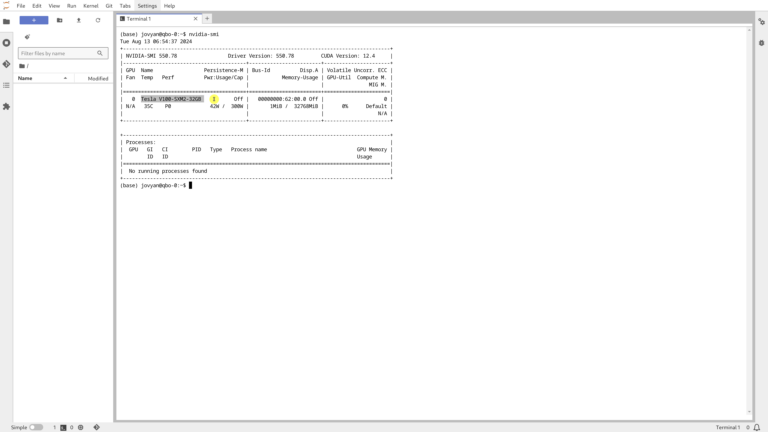 File Edit View Run Kernel Git Tabs Settings Help
+
Filter files by name
/
Name Modified
Terminal 1 × +
(base) jovyan@qbo-0:~$ nvidia-smi
Tue Aug 13 06:54:37 2024
+-----------------------------------------------------------------------------------------+
| NVIDIA-SMI 550.78                 Driver Version: 550.78         CUDA Version: 12.4     |
|-----------------------------------------+------------------------+----------------------+
| GPU  Name                 Persistence-M | Bus-Id          Disp.A | Volatile Uncorr. ECC |
| Fan  Temp   Perf          Pwr:Usage/Cap |           Memory-Usage | GPU-Util  Compute M. |
|                                         |                        |               MIG M. |
|=========================================+========================+======================|
|   0  Tesla V100-SXM2-32GB           Off |   00000000:62:00.0 Off |                    0 |
| N/A   35C    P0              42W / 300W |       1MiB /  32768MiB |      0%      Default |
|                                         |                        |                  N/A |
+-----------------------------------------+------------------------+----------------------+
+-----------------------------------------------------------------------------------------+
| Processes:                                                                              |
|  GPU   GI   CI        PID   Type   Process name                              GPU Memory |
|        ID   ID                                                               Usage      |
|=========================================================================================|
|  No running processes found                                                             |
+-----------------------------------------------------------------------------------------+
(base) jovyan@qbo-0:~$
Simple 1 0 Terminal 1 0